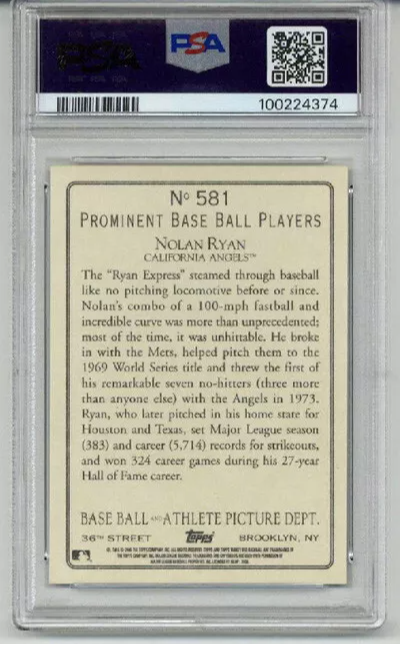 PSA
100224374
No 581
PROMINENT BASE BALL PLAYERS
NOLAN RYAN
CALIFORNIA ANGELS™
The "Ryan Express" steamed through baseball
like no pitching locomotive before or since.
Nolan's combo of a 100-mph fastball and
incredible curve was more than unprecedented;
most of the time, it was unhittable. He broke
in with the Mets, helped pitch them to the
1969 World Series title and threw the first of
his remarkable seven no-hitters (three more
than anyone else) with the Angels in 1973.
Ryan, who later pitched in his home state for
Houston and Texas, set Major League season
(383) and career (5,714) records for strikeouts,
and won 324 career games during his 27-year
Hall of Fame career.
BASE BALL AND ATHLETE PICTURE DEPT.
36TH STREET Topps BROOKLYN, NY